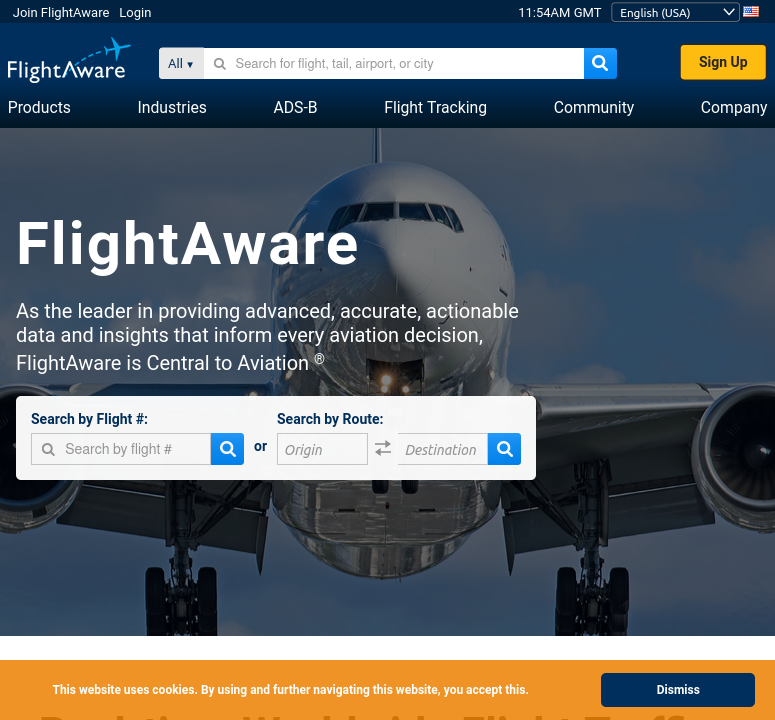 Join FlightAware Login 11:54AM GMT English (USA)
FlightAware All ▼ Search for flight, tail, airport, or city Sign Up
Products Industries ADS-B Flight Tracking Community Company
FlightAware
As the leader in providing advanced, accurate, actionable
data and insights that inform every aviation decision,
FlightAware is Central to Aviation ®
Search by Flight #: Search by Route:
Search by flight # or Origin Destination
This website uses cookies. By using and further navigating this website, you accept this. Dismiss